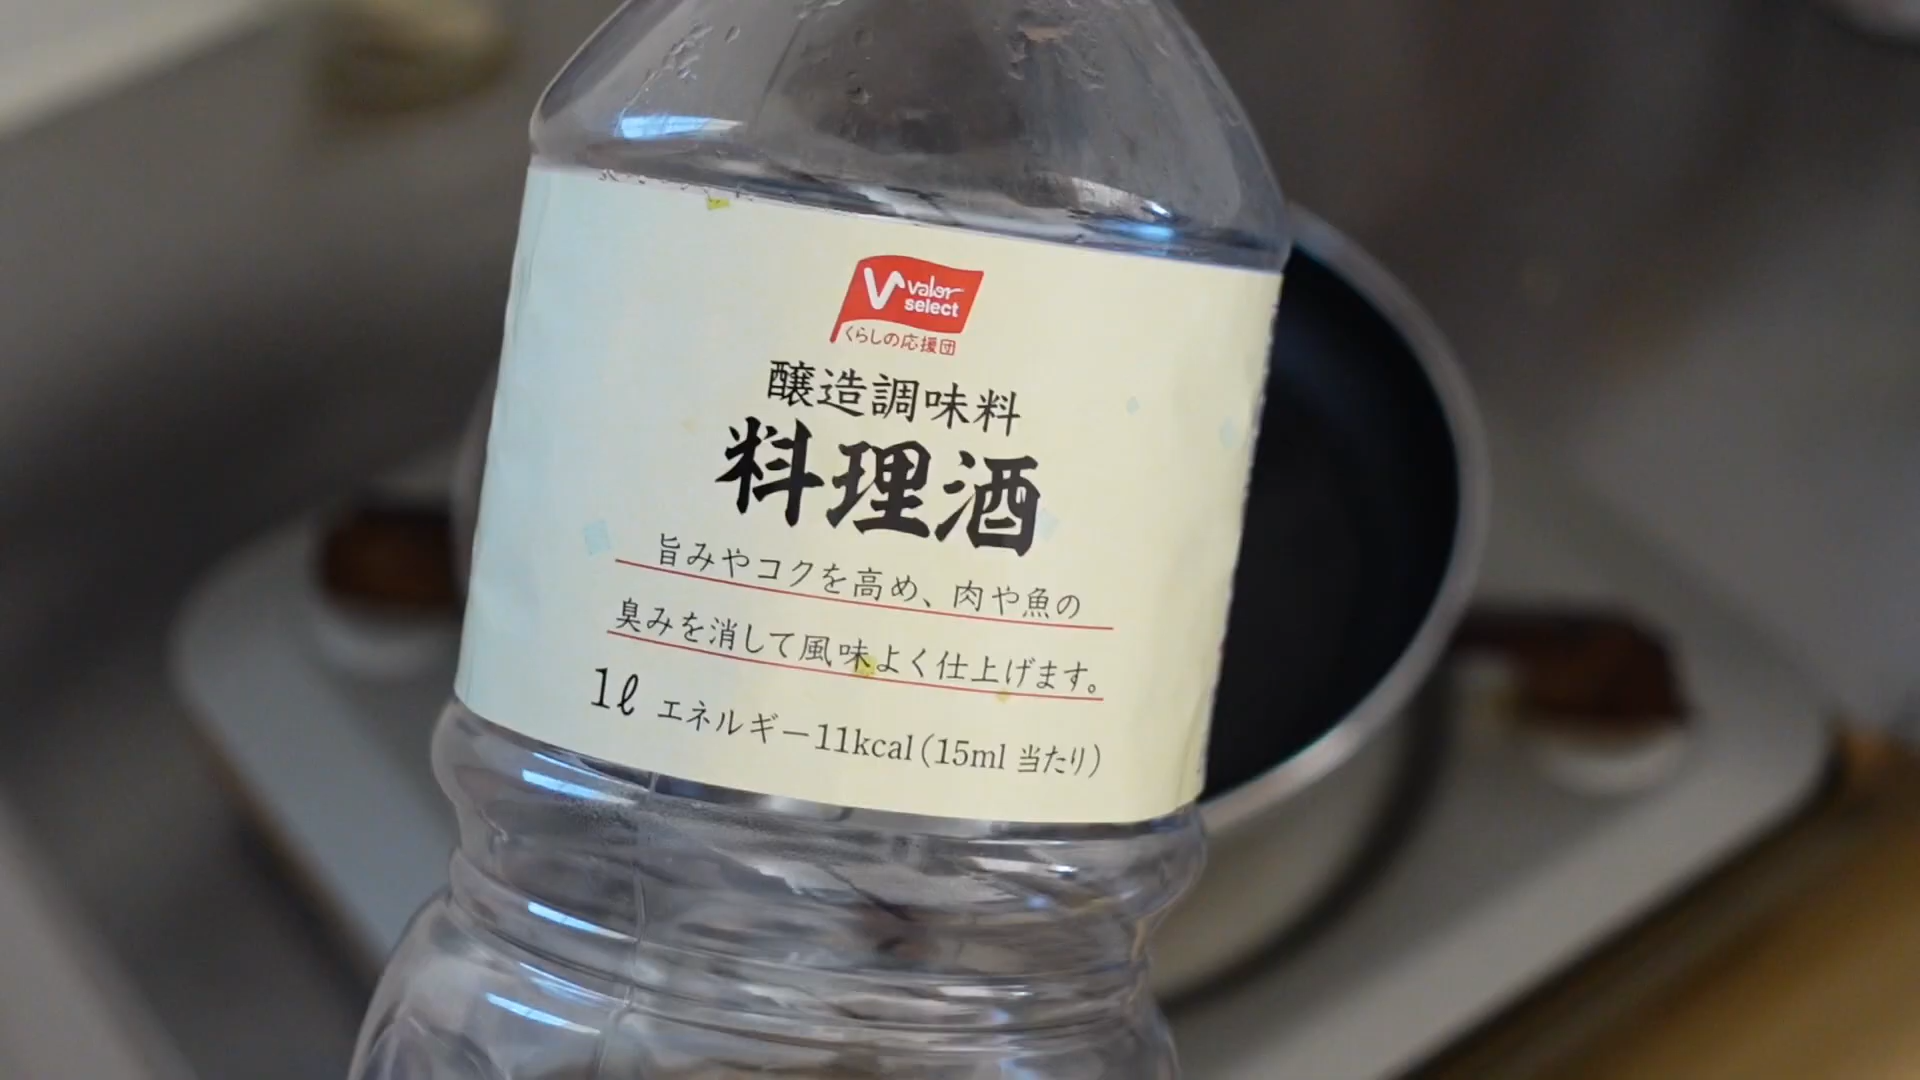 valor
select
くらしの応援団
醸造調味料
料理酒
旨みやコクを高め、肉や魚の
臭みを消して風味よく仕上げます。
1ℓ エネルギー11kcal(15ml 当たり)